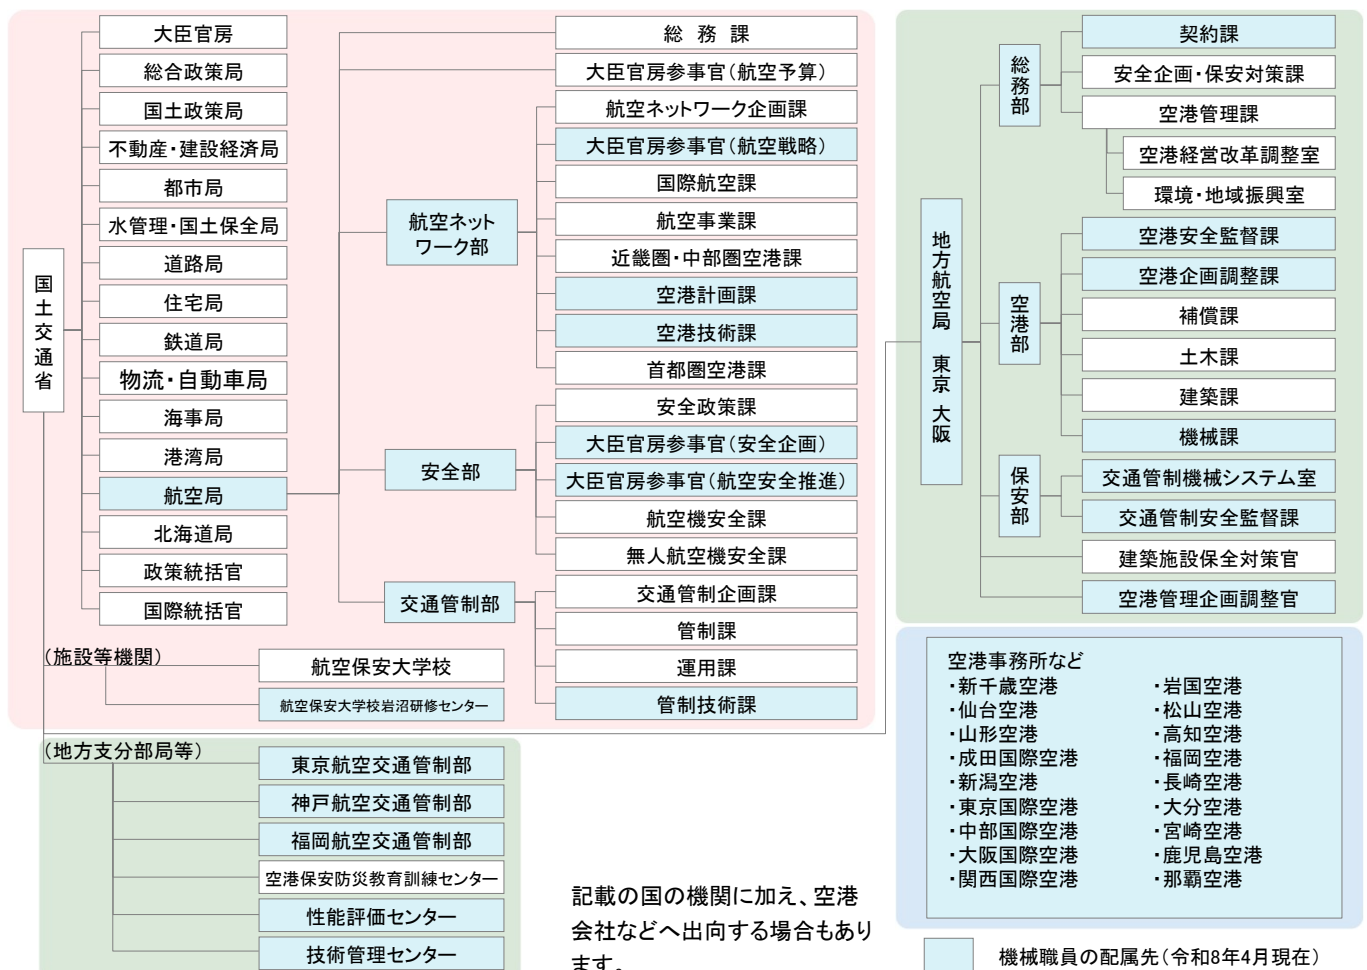 国土交通省
大臣官房
総合政策局
国土政策局
不動産・建設経済局
都市局
水管理・国土保全局
道路局
住宅局
鉄道局
物流・自動車局
海事局
港湾局
航空局
北海道局
政策統括官
国際統括官
航空ネット
ワーク部
安全部
交通管制部
総 務 課
大臣官房参事官(航空予算)
航空ネットワーク企画課
大臣官房参事官(航空戦略)
国際航空課
航空事業課
近畿圏・中部圏空港課
空港計画課
空港技術課
首都圏空港課
安全政策課
大臣官房参事官(安全企画)
大臣官房参事官(航空安全推進)
航空機安全課
無人航空機安全課
交通管制企画課
管制課
運用課
管制技術課
(施設等機関)
航空保安大学校
航空保安大学校岩沼研修センター
(地方支分部局等)
東京航空交通管制部
神戸航空交通管制部
福岡航空交通管制部
空港保安防災教育訓練センター
性能評価センター
技術管理センター
記載の国の機関に加え、空港
会社などへ出向する場合もあり
ます。
地方航空局 東京 大阪
総務部
契約課
安全企画・保安対策課
空港管理課
空港経営改革調整室
環境・地域振興室
空港部
空港安全監督課
空港企画調整課
補償課
土木課
建築課
機械課
保安部
交通管制機械システム室
交通管制安全監督課
建築施設保全対策官
空港管理企画調整官
空港事務所など
・新千歳空港
・仙台空港
・山形空港
・成田国際空港
・新潟空港
・東京国際空港
・中部国際空港
・大阪国際空港
・関西国際空港
・岩国空港
・松山空港
・高知空港
・福岡空港
・長崎空港
・大分空港
・宮崎空港
・鹿児島空港
・那覇空港
機械職員の配属先(令和8年4月現在)